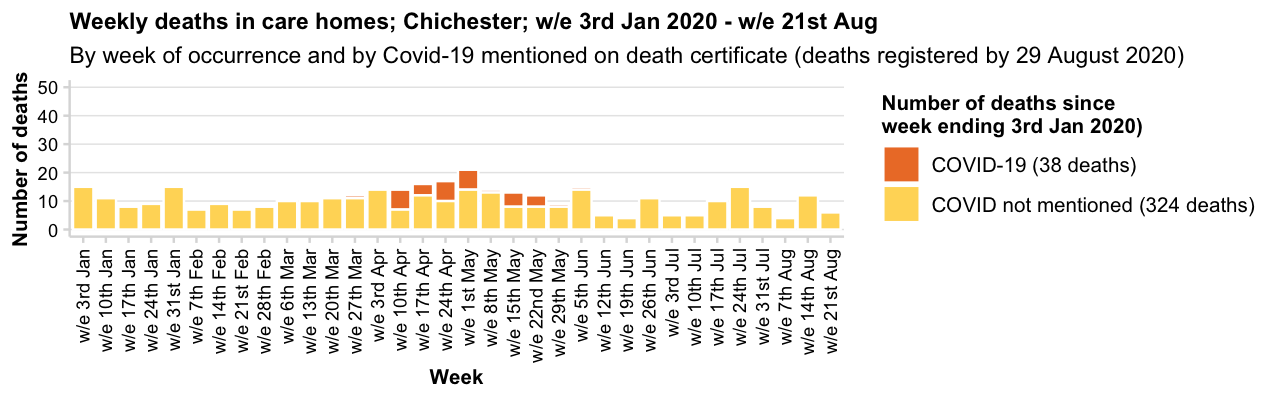 Weekly deaths in care homes; Chichester; w/e 3rd Jan 2020 - w/e 21st Aug
By week of occurrence and by Covid-19 mentioned on death certificate (deaths registered by 29 August 2020)
Number of deaths
50
40
30
20
10
0
w/e 3rd Jan
w/e 10th Jan
w/e 17th Jan
w/e 24th Jan
w/e 31st Jan
w/e 7th Feb
w/e 14th Feb
w/e 21st Feb
w/e 28th Feb
w/e 6th Mar
w/e 13th Mar
w/e 20th Mar
w/e 27th Mar
w/e 3rd Apr
w/e 10th Apr
w/e 17th Apr
w/e 24th Apr
w/e 1st May
w/e 8th May
w/e 15th May
w/e 22nd May
w/e 29th May
w/e 5th Jun
w/e 12th Jun
w/e 19th Jun
w/e 26th Jun
w/e 3rd Jul
w/e 10th Jul
w/e 17th Jul
w/e 24th Jul
w/e 31st Jul
w/e 7th Aug
w/e 14th Aug
w/e 21st Aug
Week
Number of deaths since
week ending 3rd Jan 2020)
COVID-19 (38 deaths)
COVID not mentioned (324 deaths)